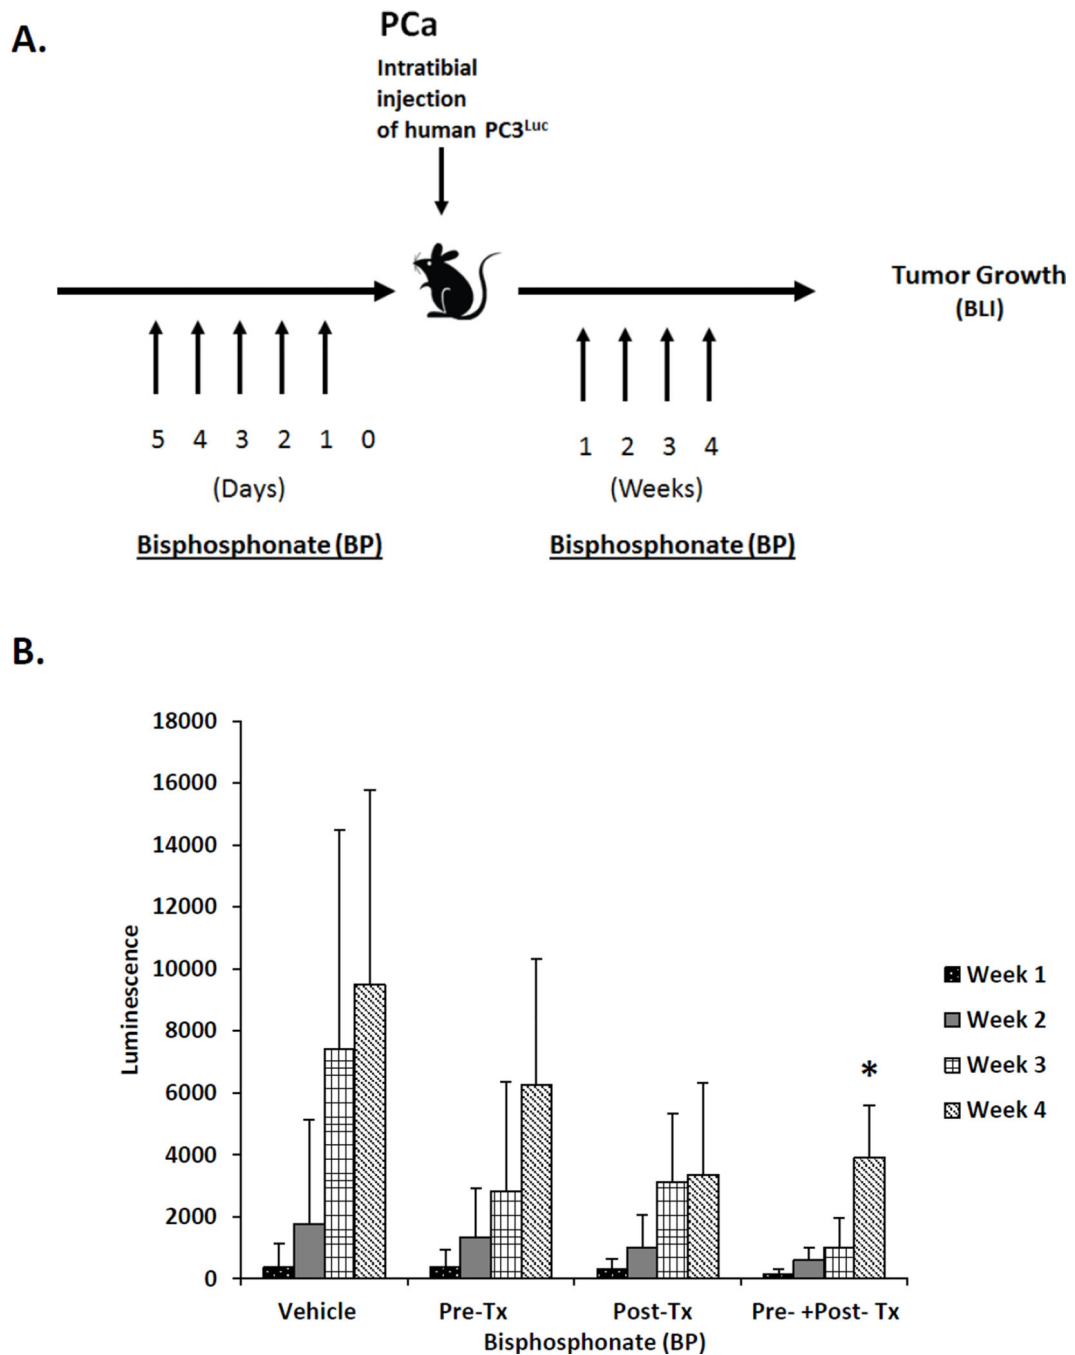 A.
PCa
Intratibial
injection
of human PC3Luc
Tumor Growth
(BLI)
5 4 3 2 1 0
(Days)
Bisphosphonate (BP)
1 2 3 4
(Weeks)
Bisphosphonate (BP)
B.
18000
16000
14000
12000
10000
8000
6000
4000
2000
0
Luminescence
*
Week 1
Week 2
Week 3
Week 4
Vehicle
Pre-Tx
Post-Tx
Pre- +Post- Tx
Bisphosphonate (BP)